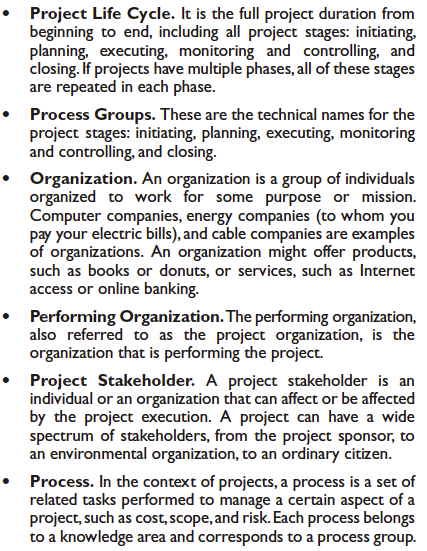 • Project Life Cycle. It is the full project duration from
beginning to end, including all project stages: initiating,
planning, executing, monitoring and controlling, and
closing. If projects have multiple phases, all of these stages
are repeated in each phase.
• Process Groups. These are the technical names for the
project stages: initiating, planning, executing, monitoring
and controlling, and closing.
• Organization. An organization is a group of individuals
organized to work for some purpose or mission.
Computer companies, energy companies (to whom you
pay your electric bills), and cable companies are examples
of organizations. An organization might offer products,
such as books or donuts, or services, such as Internet
access or online banking.
• Performing Organization. The performing organization,
also referred to as the project organization, is the
organization that is performing the project.
• Project Stakeholder. A project stakeholder is an
individual or an organization that can affect or be affected
by the project execution. A project can have a wide
spectrum of stakeholders, from the project sponsor, to
an environmental organization, to an ordinary citizen.
• Process. In the context of projects, a process is a set of
related tasks performed to manage a certain aspect of a
project, such as cost, scope, and risk. Each process belongs
to a knowledge area and corresponds to a process group.